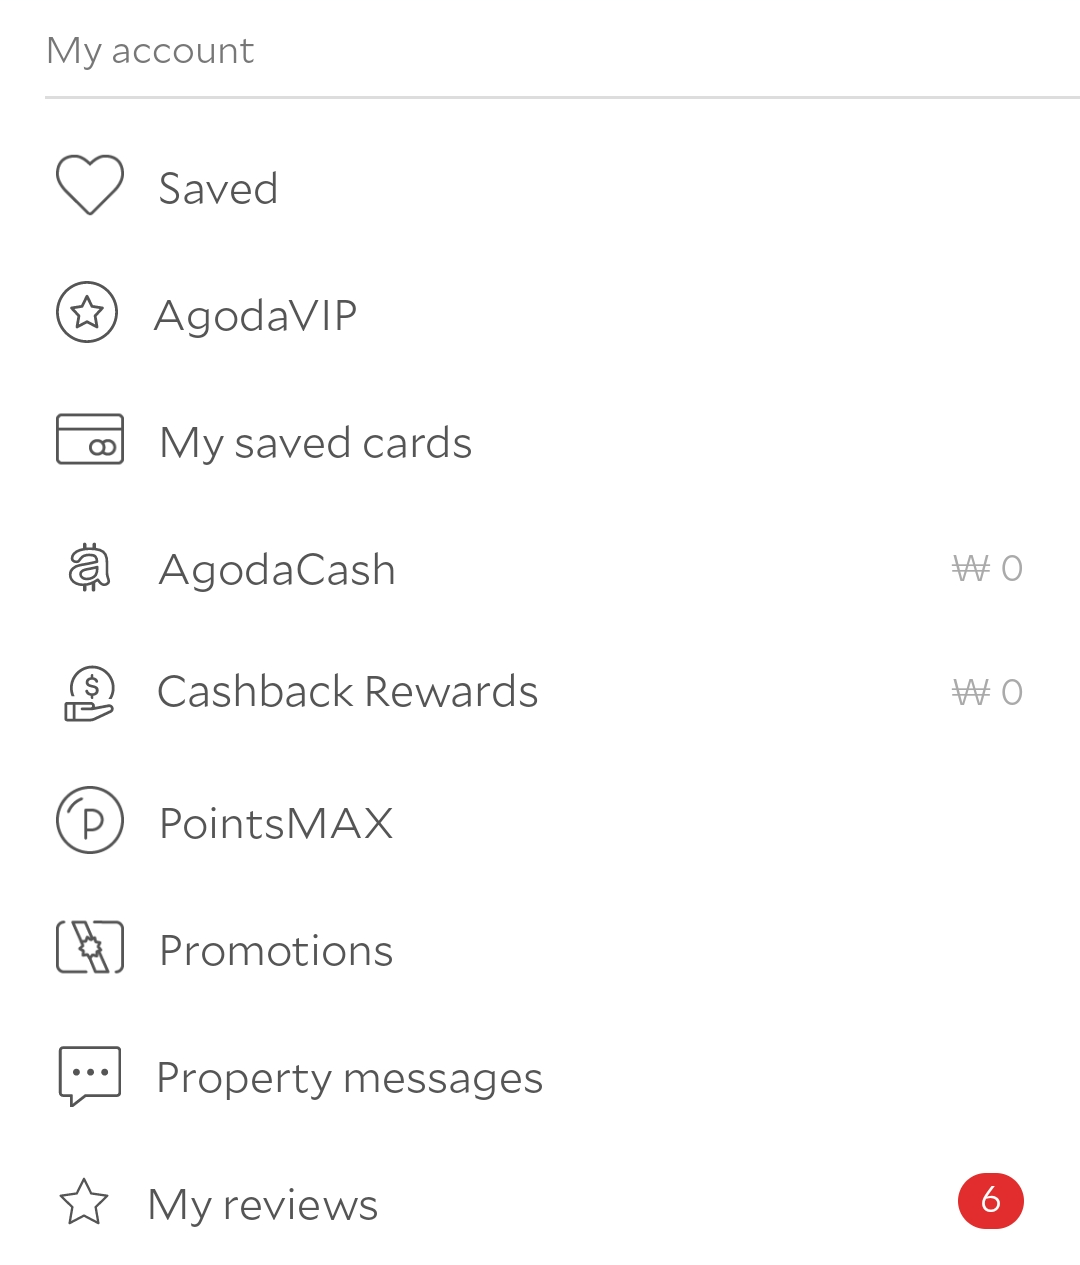 My account
Saved
AgodaVIP
My saved cards
AgodaCash ₩ 0
Cashback Rewards ₩ 0
PointsMAX
Promotions
Property messages
My reviews 6